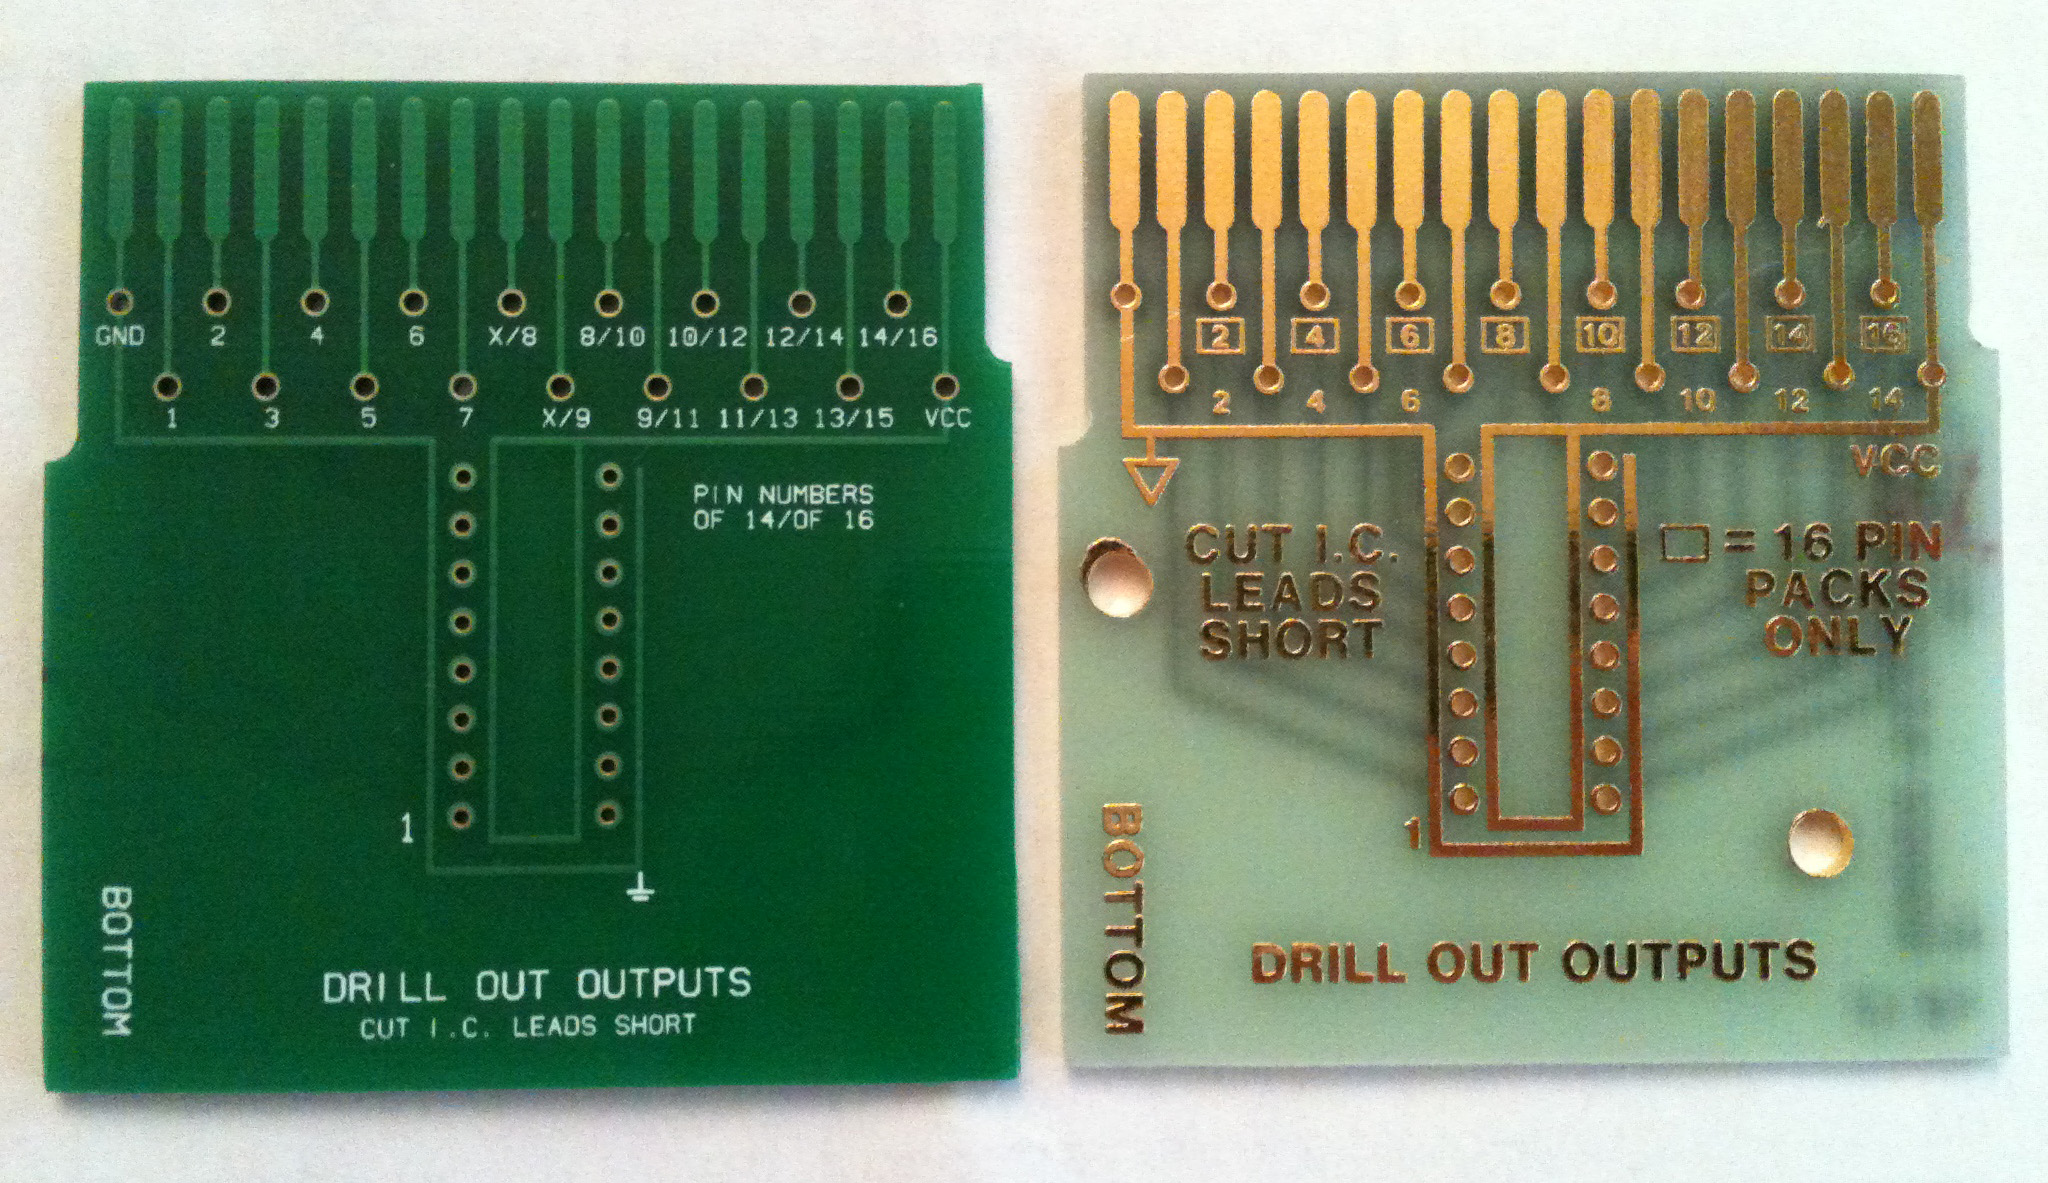 GND 2 4 6 X/8 8/10 10/12 12/14 14/16
1 3 5 7 X/9 9/11 11/13 13/15 VCC
PIN NUMBERS
OF 14/OF 16
1
BOTTOM
DRILL OUT OUTPUTS
CUT I.C. LEADS SHORT
2 4 6 8 10 12 14 16
2 4 6 8 10 12 14
VCC
CUT I.C.
LEADS
SHORT
= 16 PIN
PACKS
ONLY
1
BOTTOM
DRILL OUT OUTPUTS